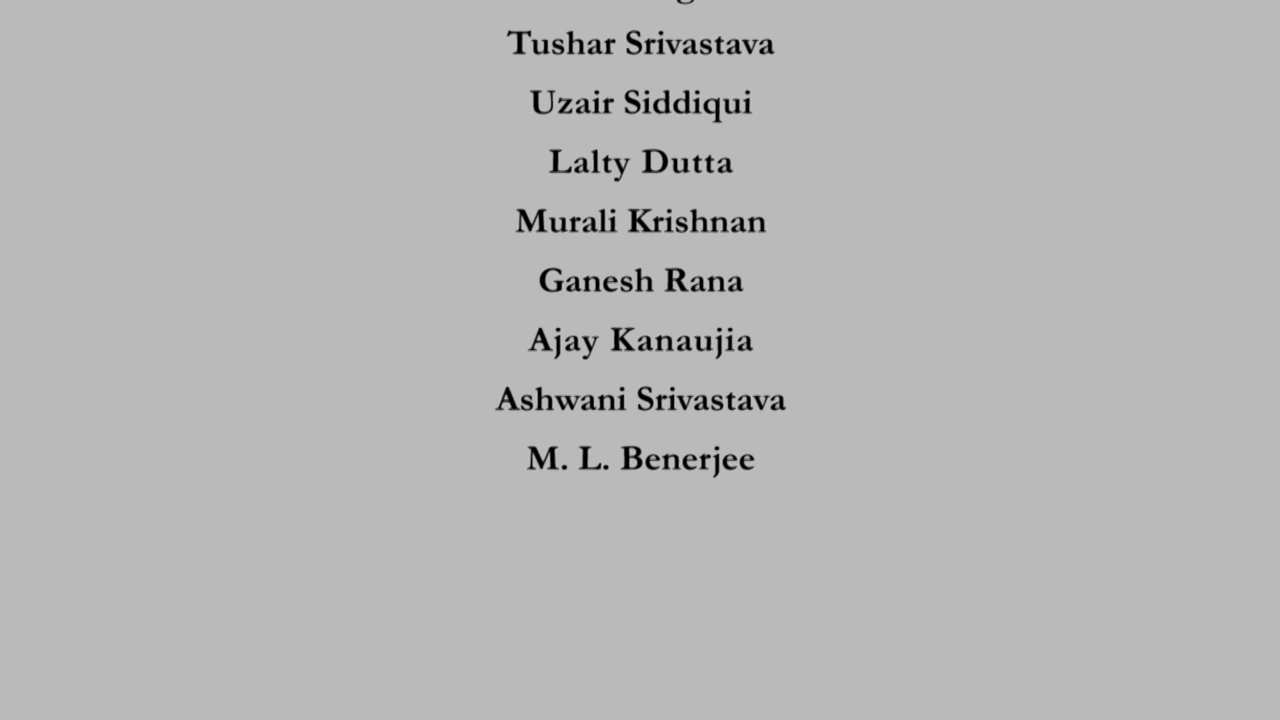 Tushar Srivastava
Uzair Siddiqui
Lalty Dutta
Murali Krishnan
Ganesh Rana
Ajay Kanaujia
Ashwani Srivastava
M. L. Benerjee